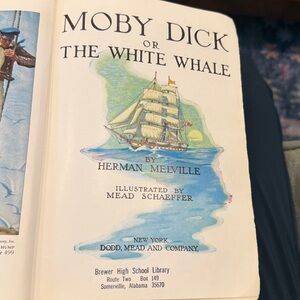 MOBY DICK
OR
THE WHITE WHALE
BY
HERMAN MELVILLE
ILLUSTRATED BY
MEAD SCHAEFFER
NEW YORK
DODD, MEAD AND COMPANY
Brewer High School Library
Route Two Box 149
Somerville, Alabama 35670